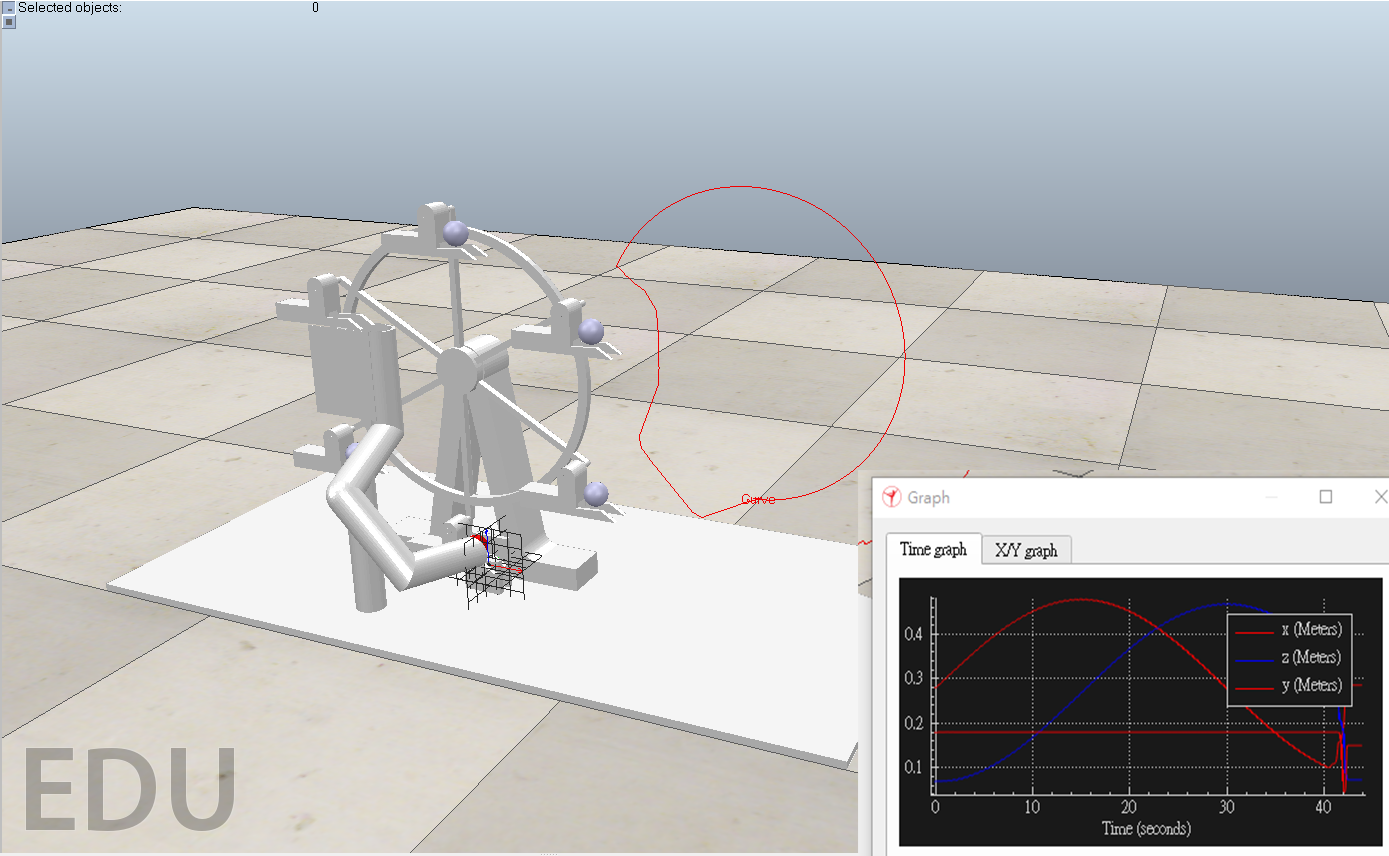 Selected objects: 0
Curve
EDU
Graph
Time graph
X/Y graph
x (Meters)
z (Meters)
y (Meters)
0.4
0.3
0.2
0.1
0 10 20 30 40
Time (seconds)